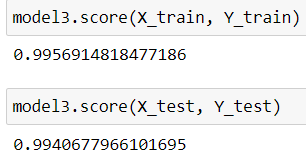 model3.score(X_train, Y_train)
0.9956914818477186
model3.score(X_test, Y_test)
0.9940677966101695